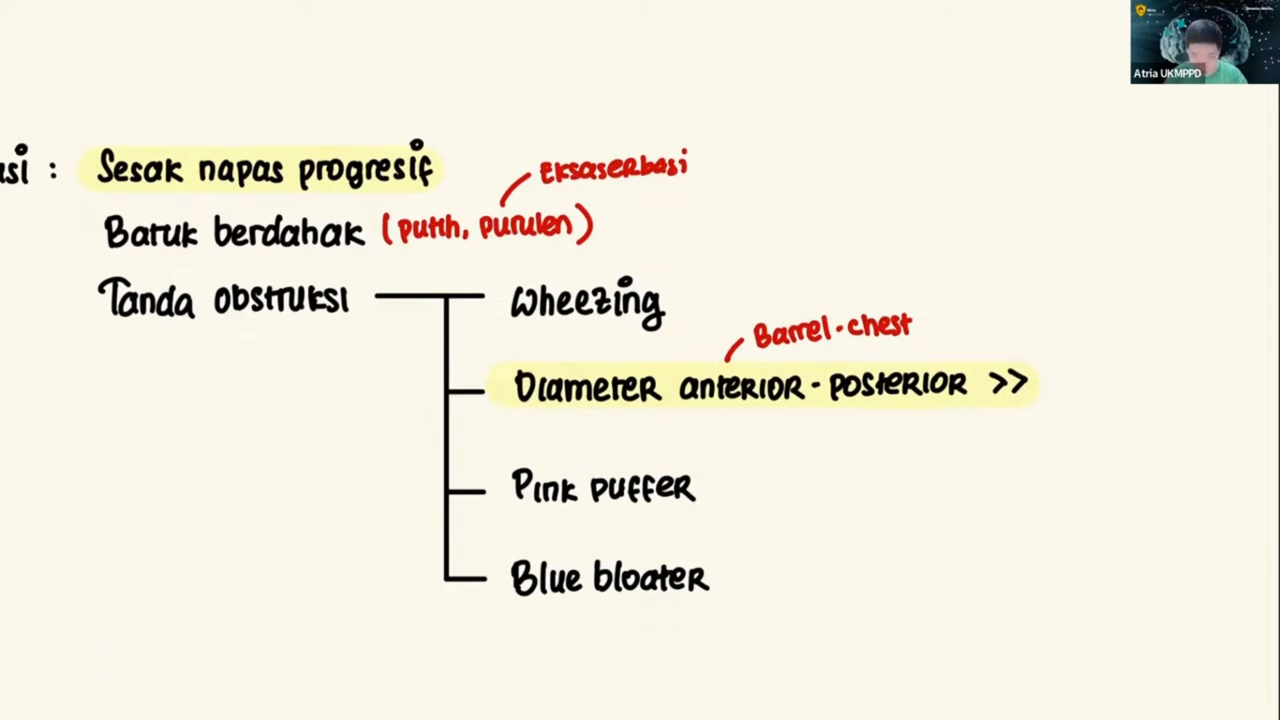 Eksaserbasi
si : Sesak napas progresif
Batuk berdahak (putih, purulen)
Tanda obstruksi
Wheezing
Barrel-chest
Diameter anterior-posterior >>
Pink puffer
Blue bloater
Atria UKMPPD